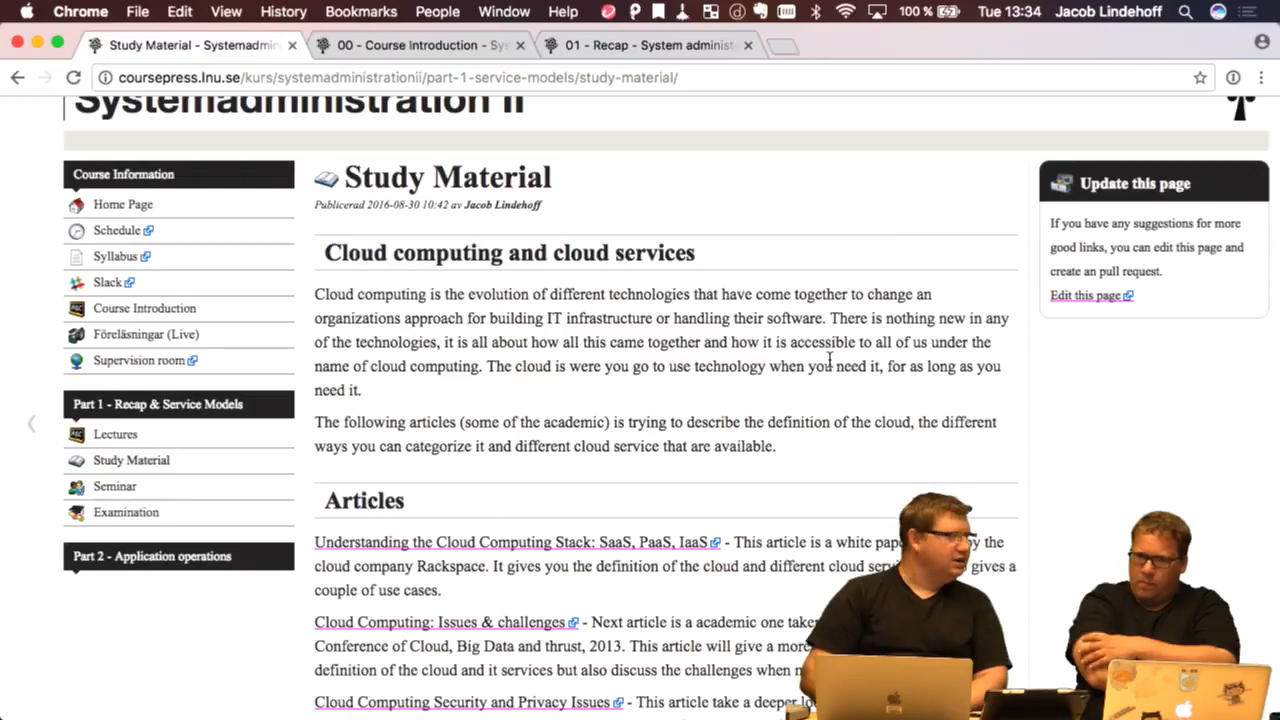 Chrome File Edit View History Bookmarks People Window Help 100 % Tue 13:34 Jacob Lindehoff
Study Material - Systemadmin
00 - Course Introduction - Sy
01 - Recap - System administ
coursepress.lnu.se/kurs/systemadministrationii/part-1-service-models/study-material/
Systemadministration II
Course Information
Home Page
Schedule
Syllabus
Slack
Course Introduction
Föreläsningar (Live)
Supervision room
Part 1 - Recap & Service Models
Lectures
Study Material
Seminar
Examination
Part 2 - Application operations
Study Material
Publicerad 2016-08-30 10:42 av Jacob Lindehoff
Cloud computing and cloud services
Cloud computing is the evolution of different technologies that have come together to change an
organizations approach for building IT infrastructure or handling their software. There is nothing new in any
of the technologies, it is all about how all this came together and how it is accessible to all of us under the
name of cloud computing. The cloud is were you go to use technology when you need it, for as long as you
need it.
The following articles (some of the academic) is trying to describe the definition of the cloud, the different
ways you can categorize it and different cloud service that are available.
Articles
Understanding the Cloud Computing Stack: SaaS, PaaS, IaaS - This article is a white pap by the
cloud company Rackspace. It gives you the definition of the cloud and different cloud ser gives a
couple of use cases.
Cloud Computing: Issues & challenges - Next article is a academic one take
Conference of Cloud, Big Data and thrust, 2013. This article will give a more
definition of the cloud and it services but also discuss the challenges when
Cloud Computing Security and Privacy Issues - This article take a deeper lo
Update this page
If you have any suggestions for more
good links, you can edit this page and
create an pull request.
Edit this page